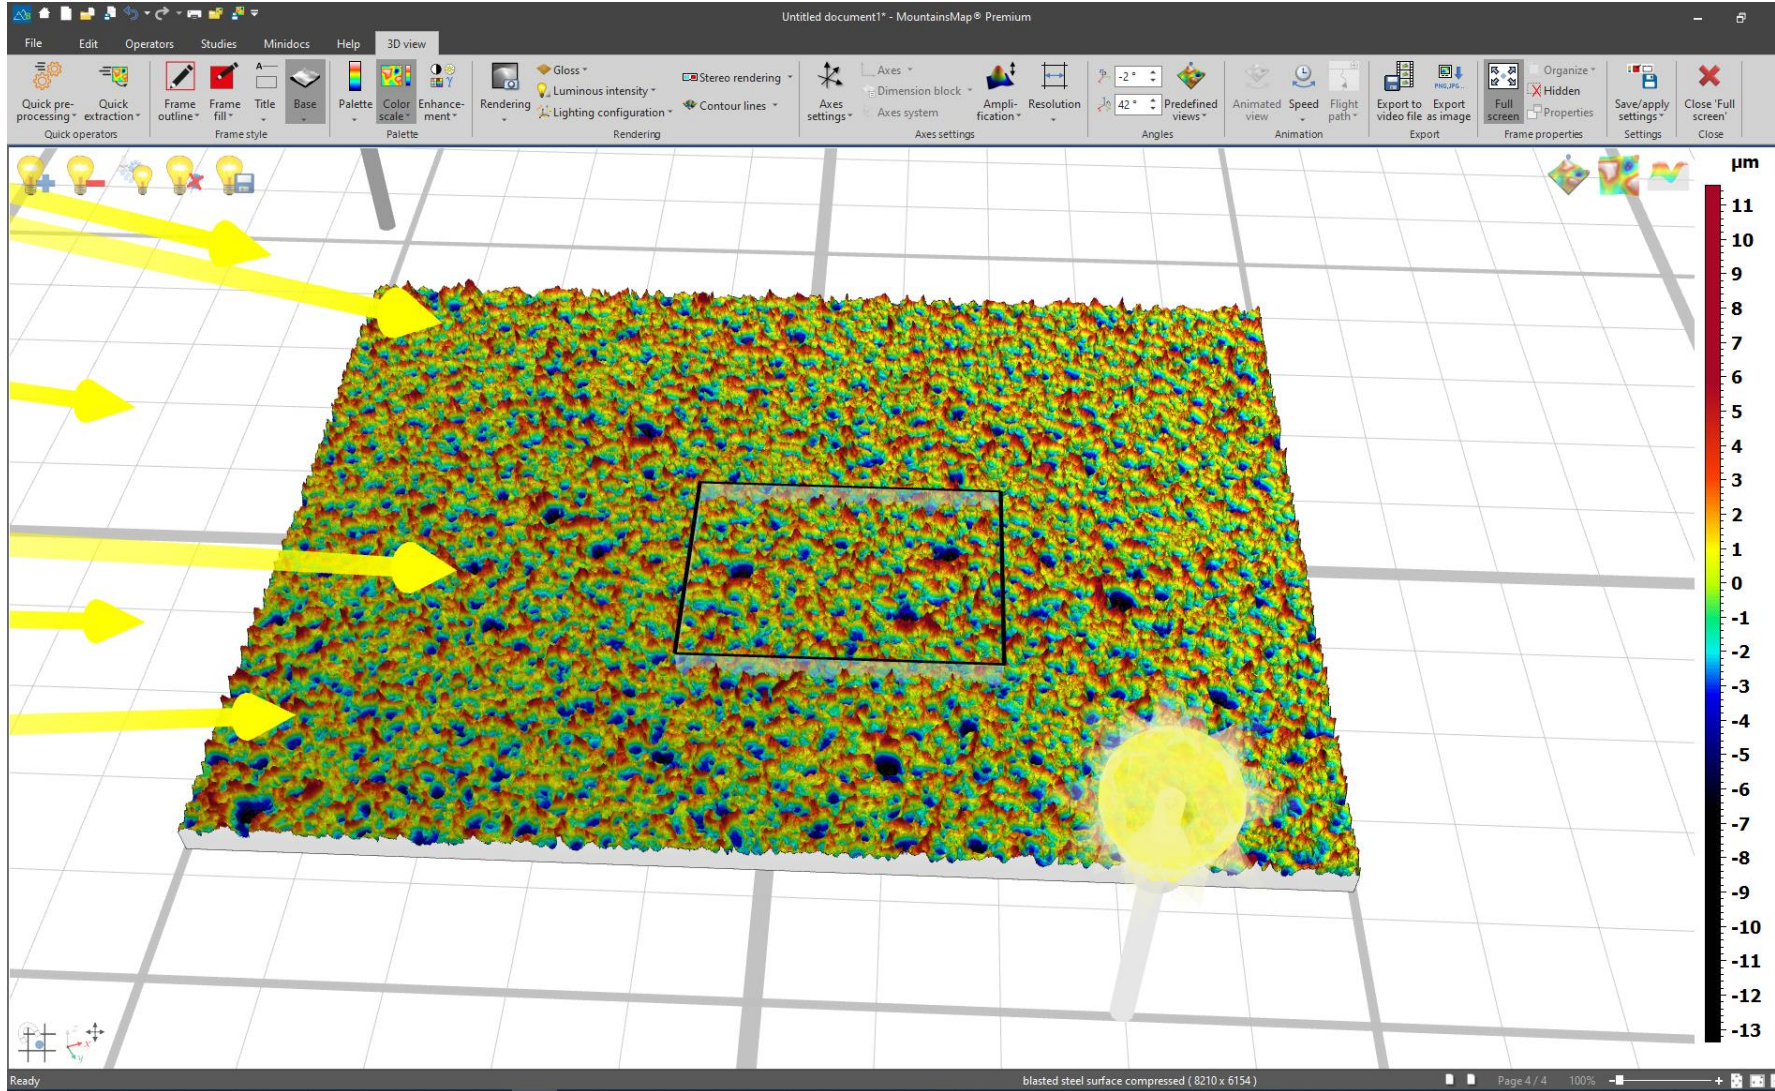 Untitled document1* - MountainsMap® Premium
File Edit Operators Studies Minidocs Help 3D view
Quick pre-processing
Quick extraction
Quick operators
Frame outline
Frame fill
Title
Base
Frame style
Palette
Color scale
Enhance-ment
Palette
Rendering
Gloss
Luminous intensity
Lighting configuration
Stereo rendering
Contour lines
Rendering
Axes settings
Axes
Dimension block
Axes system
Ampli-fication
Resolution
Axes settings
-2 °
42 °
Predefined views
Angles
Animated view
Speed
Flight path
Animation
Export to video file
PNG,JPG...
Export as image
Export
Full screen
Organize
Hidden
Properties
Frame properties
Save/apply settings
Settings
Close 'Full screen'
Close
µm
11
10
9
8
7
6
5
4
3
2
1
0
-1
-2
-3
-4
-5
-6
-7
-8
-9
-10
-11
-12
-13
z
x
y
Ready
blasted steel surface compressed ( 8210 x 6154 )
Page 4 / 4
100%